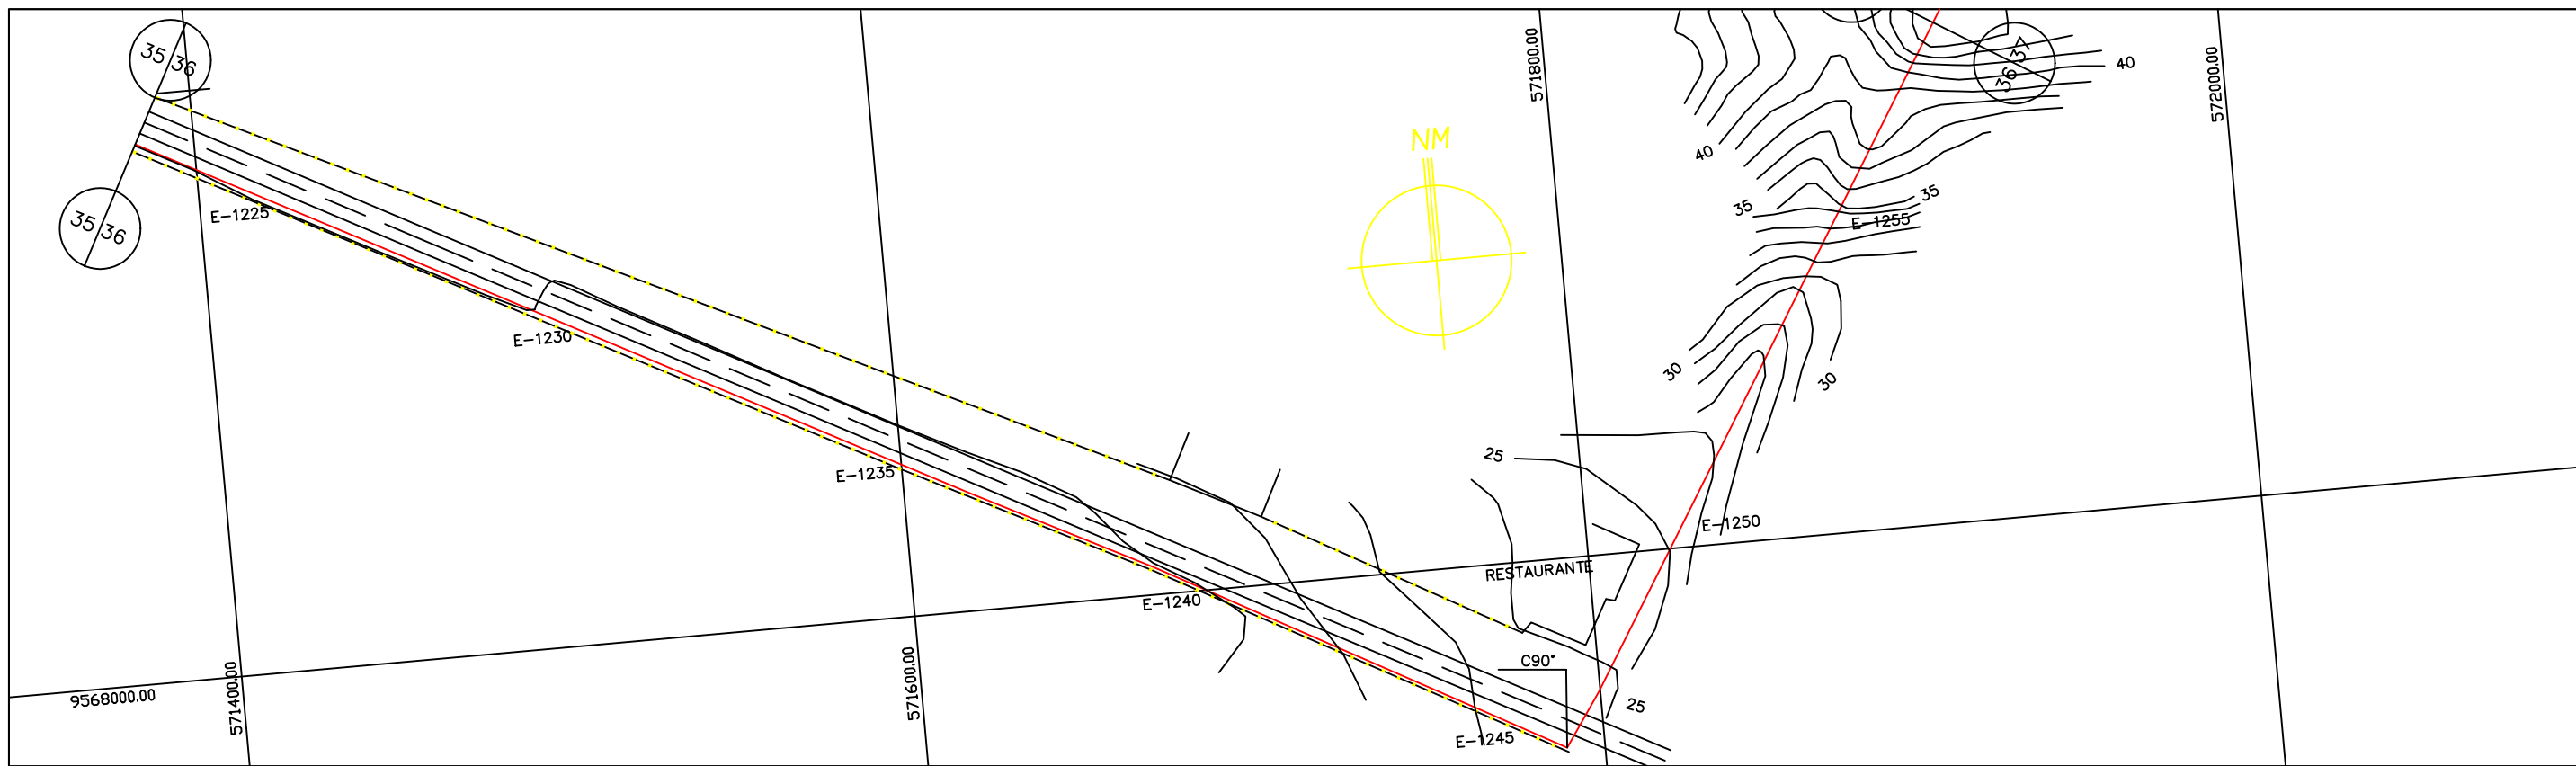 35 36
36 37
40
571800.00
572000.00
NM
40
35
35
E-1225
35 36
E-1255
E-1230
30
30
25
E-1235
E-1250
RESTAURANTE
E-1240
C90°
9568000.00
571400.00
571600.00
25
E-1245